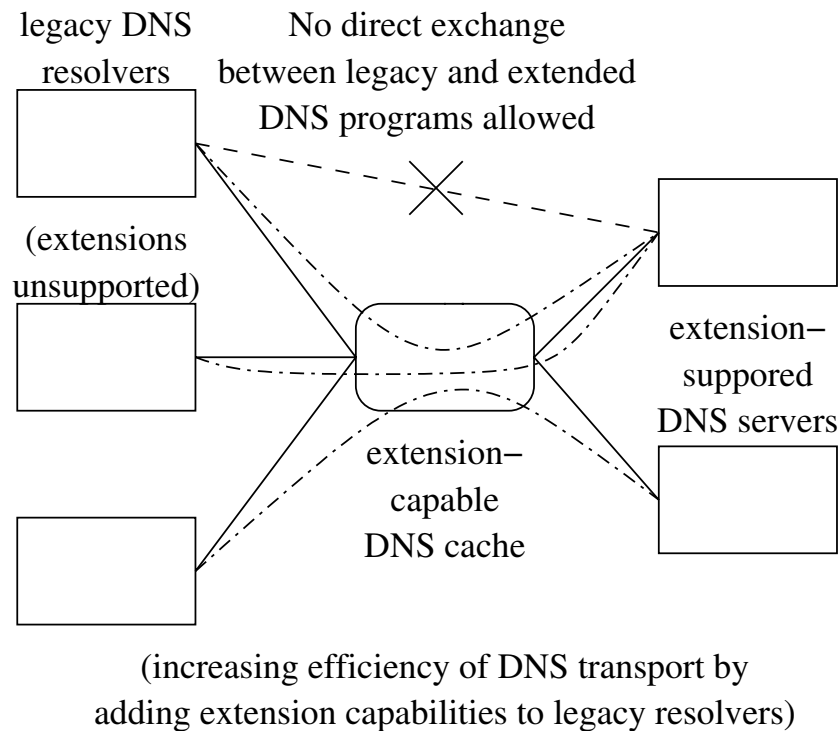 legacy DNS
resolvers
No direct exchange
between legacy and extended
DNS programs allowed
(extensions
unsupported)
extension−
suppored
DNS servers
extension−
capable
DNS cache
(increasing efficiency of DNS transport by
adding extension capabilities to legacy resolvers)